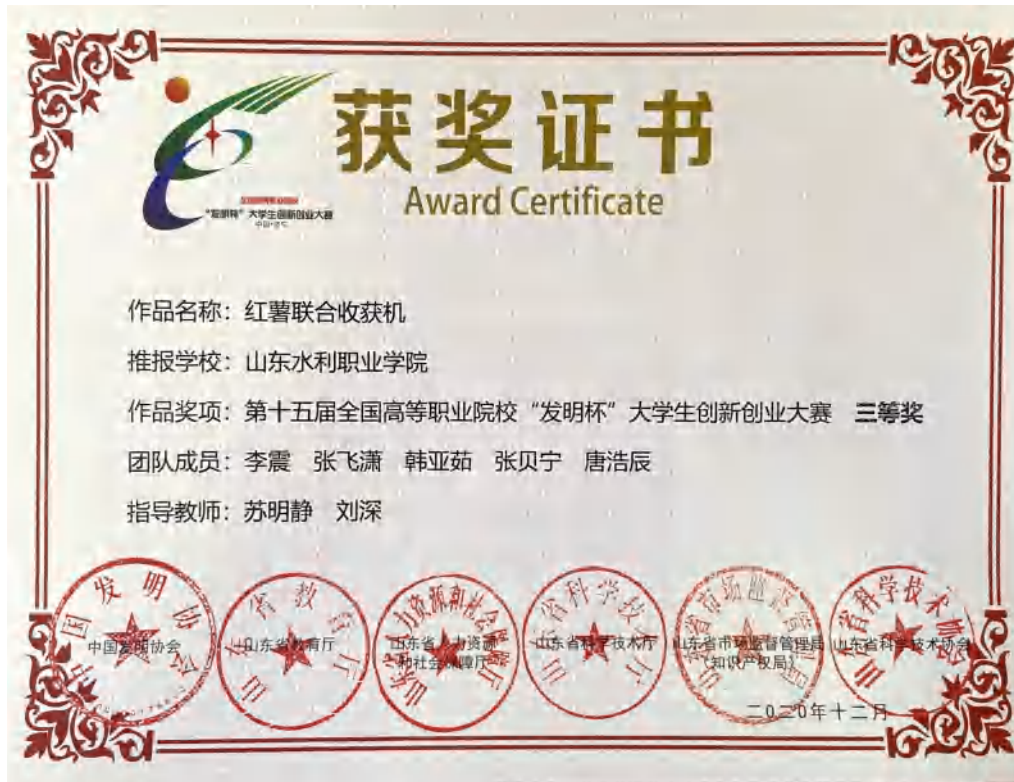 获奖证书
Award Certificate
“发明杯”大学生创新创业大赛
作品名称：红薯联合收获机
推报学校：山东水利职业学院
作品奖项：第十五届全国高等职业院校“发明杯”大学生创新创业大赛 三等奖
团队成员：李震 张飞潇 韩亚茹 张贝宁 唐浩辰
指导教师：苏明静 刘深
中国发明协会
山东省教育厅
山东省人力资源
和社会保障厅
山东省科学技术厅
山东省市场监督管理局
（知识产权局）
山东省科学技术协会
二〇二〇年十二月